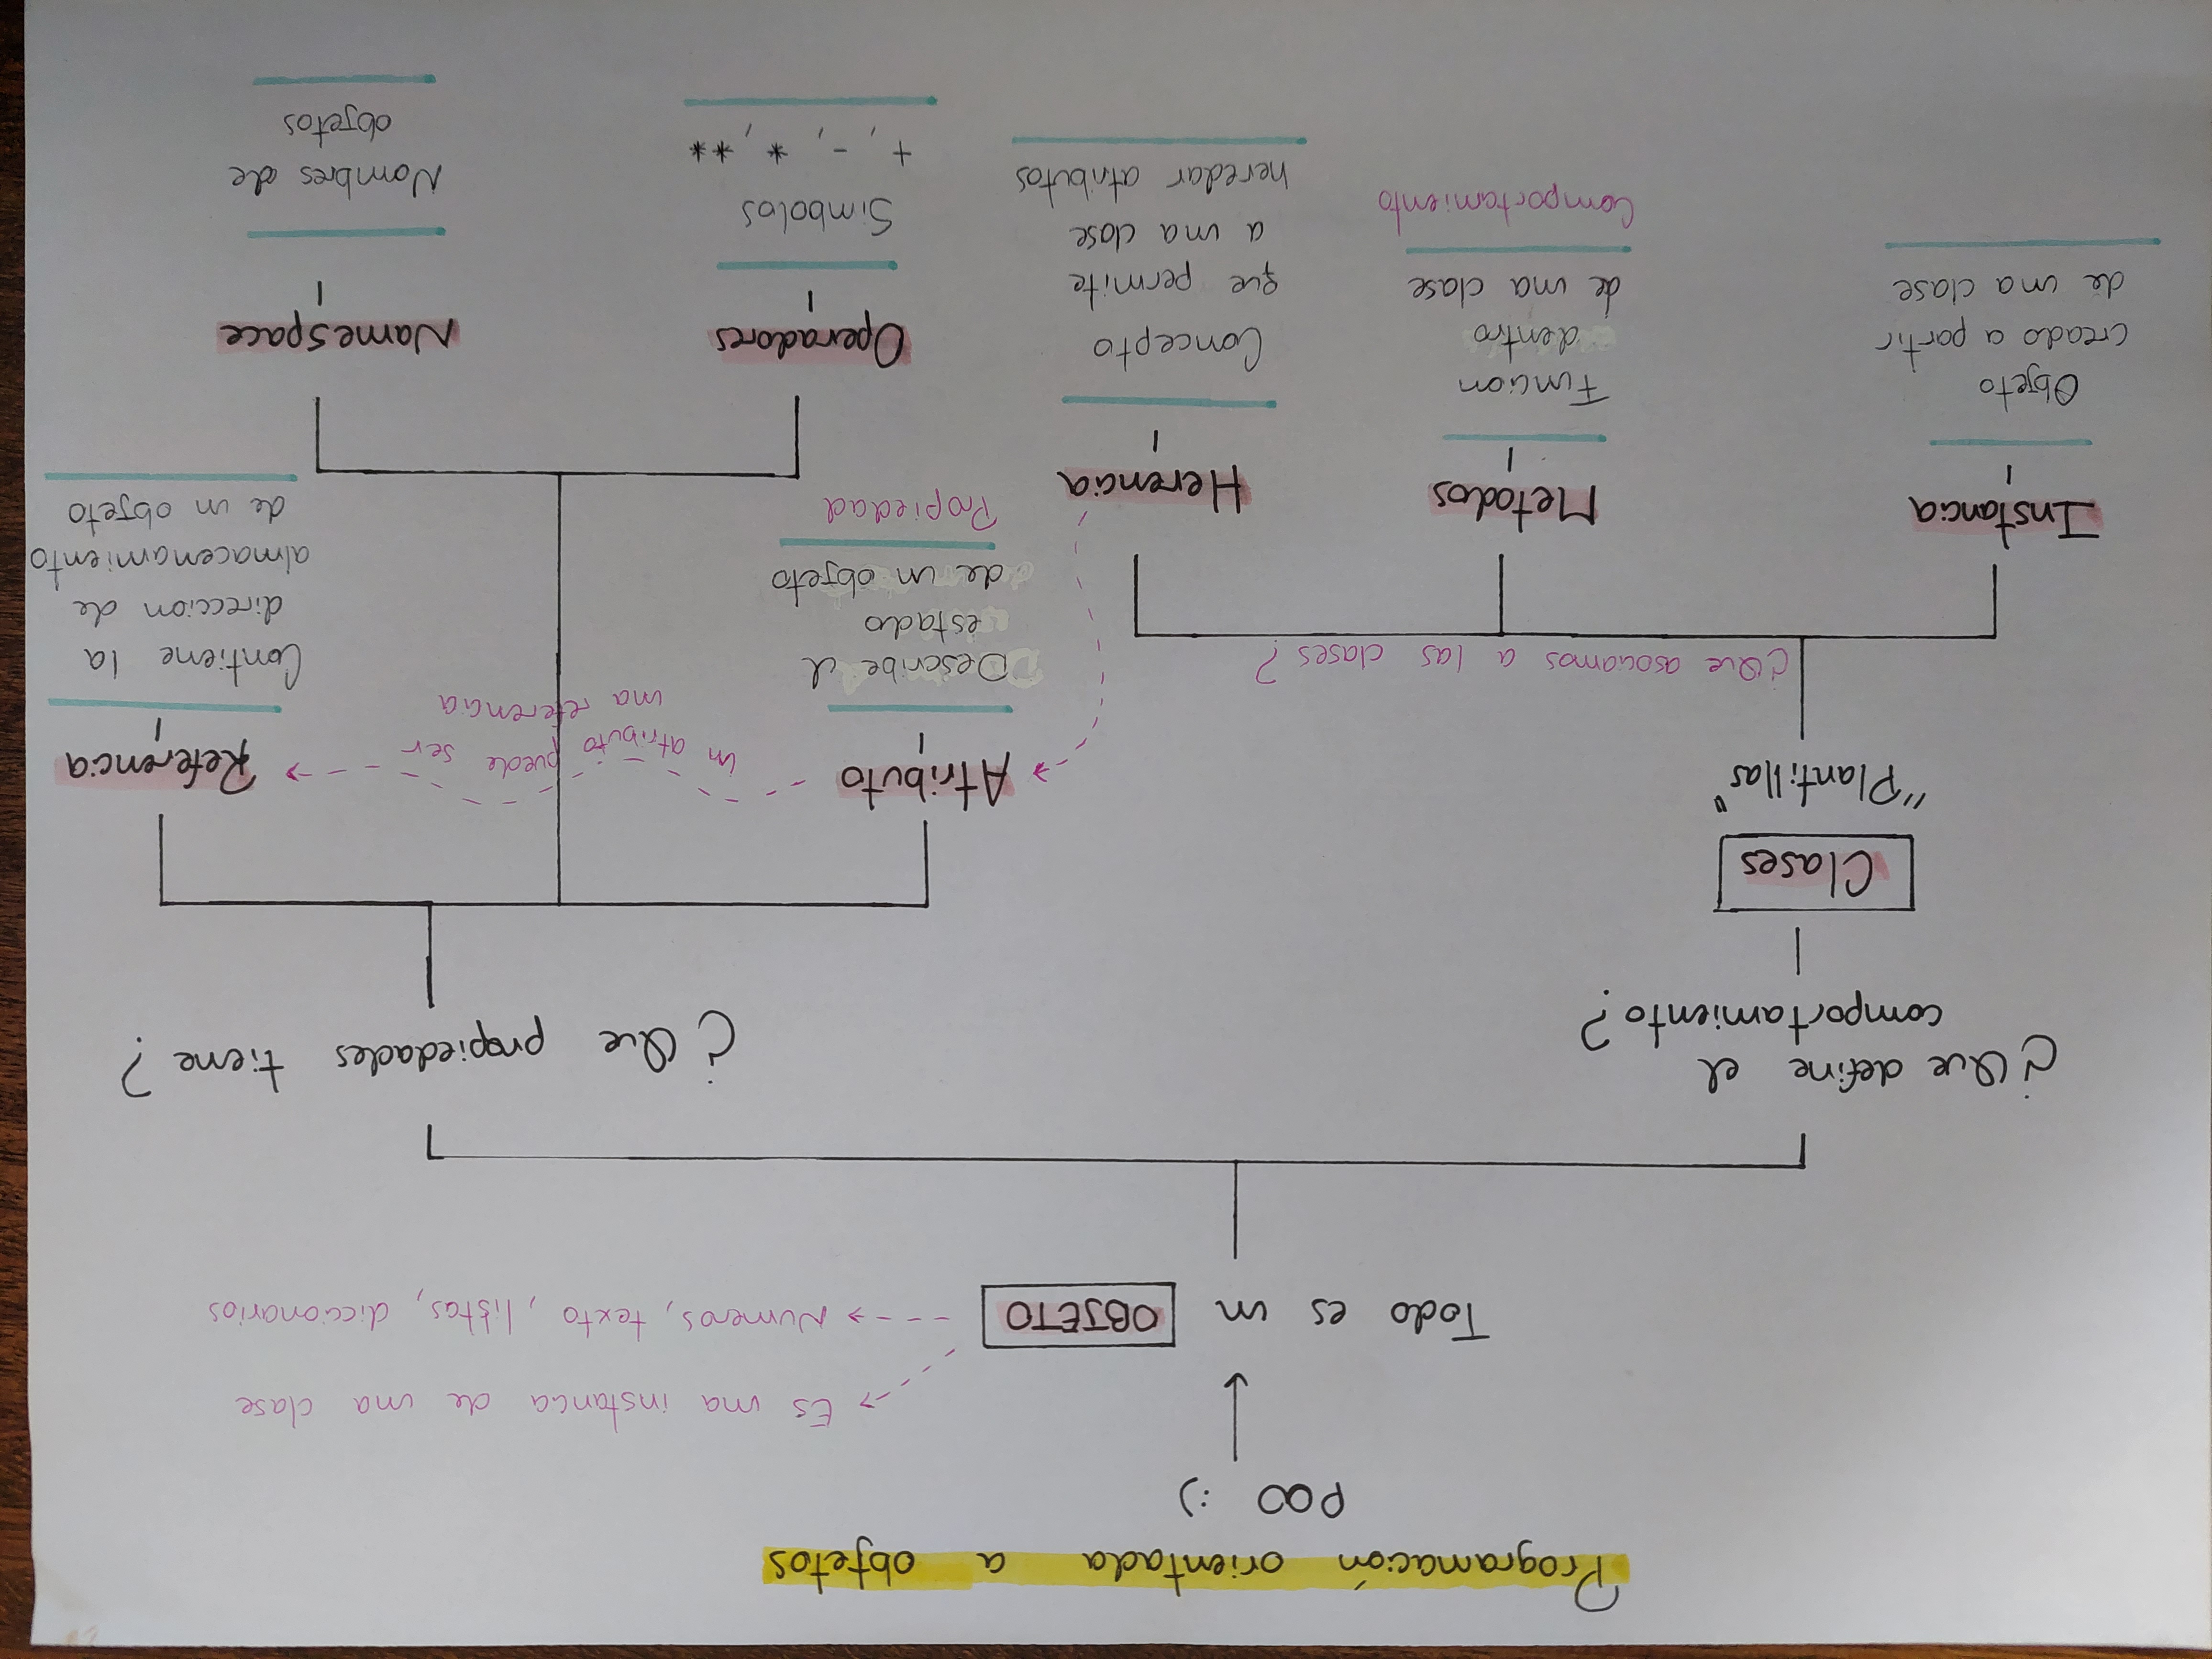 Programación orientada a objetos
POO :)
Es una instancia de una clase
Todo es un OBJETO
Numeros, texto, listas, diccionarios
¿Que define el
comportamiento?
Clases
"Plantillas"
¿Que asociamos a las clases?
Instancia
Objeto
creado a partir
de una clase
Metodos
Funcion
dentro
de una clase
Comportamiento
Herencia
Concepto
que permite
a una clase
heredar atributos
¿Que propiedades tiene?
Atributo
Describe el
estado
de un objeto
Propiedad
un atributo puede ser
una referencia
Referencia
Contiene la
direccion de
almacenamiento
de un objeto
Operadores
Simbolos
+, -, *, **
Namespace
Nombres de
objetos